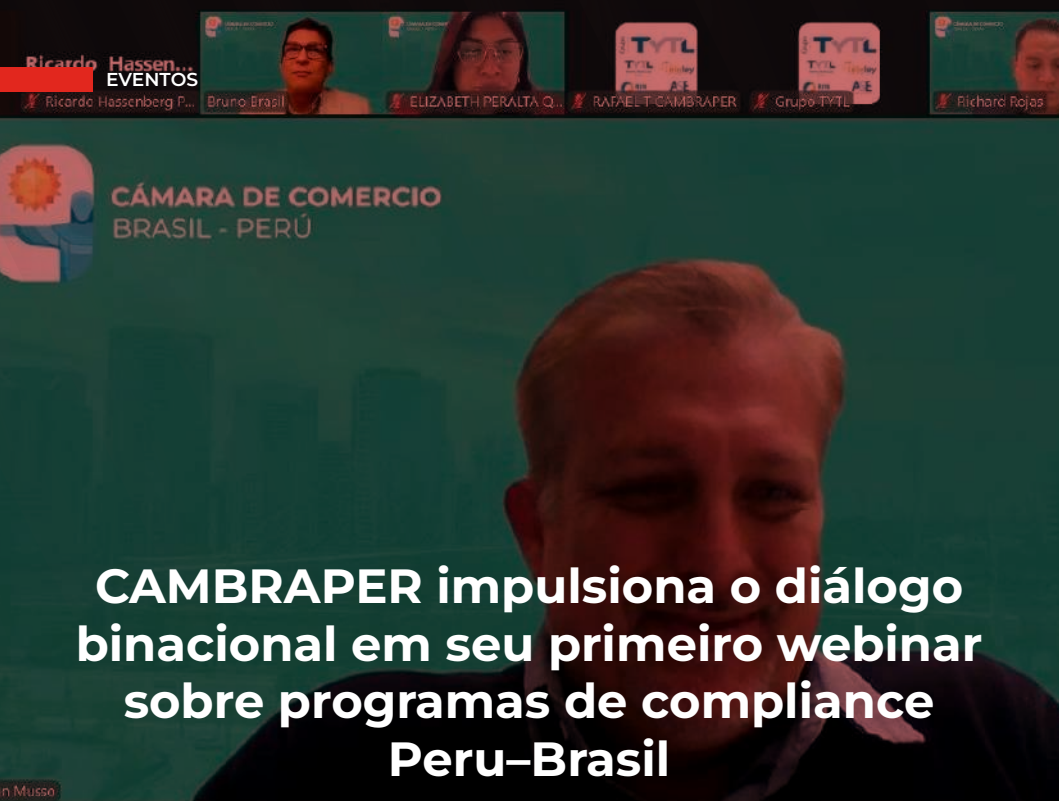 Ricardo Hassen...
EVENTOS
Ricardo Hassenberg P...
Bruno Brasil
ELIZABETH PERALTA Q...
RAFAEL T-CAMBRAPER
Grupo TYTL
Richard Rojas
TYTL
TYTL
CÁMARA DE COMERCIO
BRASIL - PERÚ
CAMBRAPER impulsiona o diálogo
binacional em seu primeiro webinar
sobre programas de compliance
Peru–Brasil
n Musso